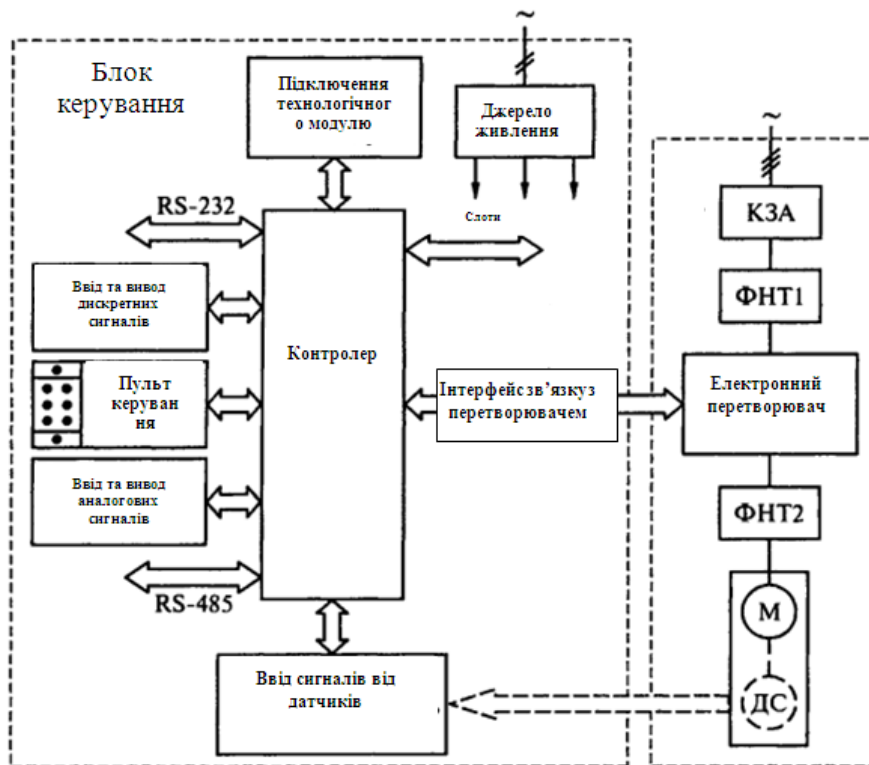 Блок
керування
Підключення
технологічног
о модулю
~
Джерело
живлення
Слоти
RS-232
Ввід та вивод
дискретних
сигналів
Пульт
керуван
ня
Ввід та вивод
аналогових
сигналів
RS-485
Контролер
Інтерфейс зв’язкуз
перетворювачем
Ввід сигналів від
датчиків
~
КЗА
ФНТ1
Електронний
перетворювач
ФНТ2
М
ДС